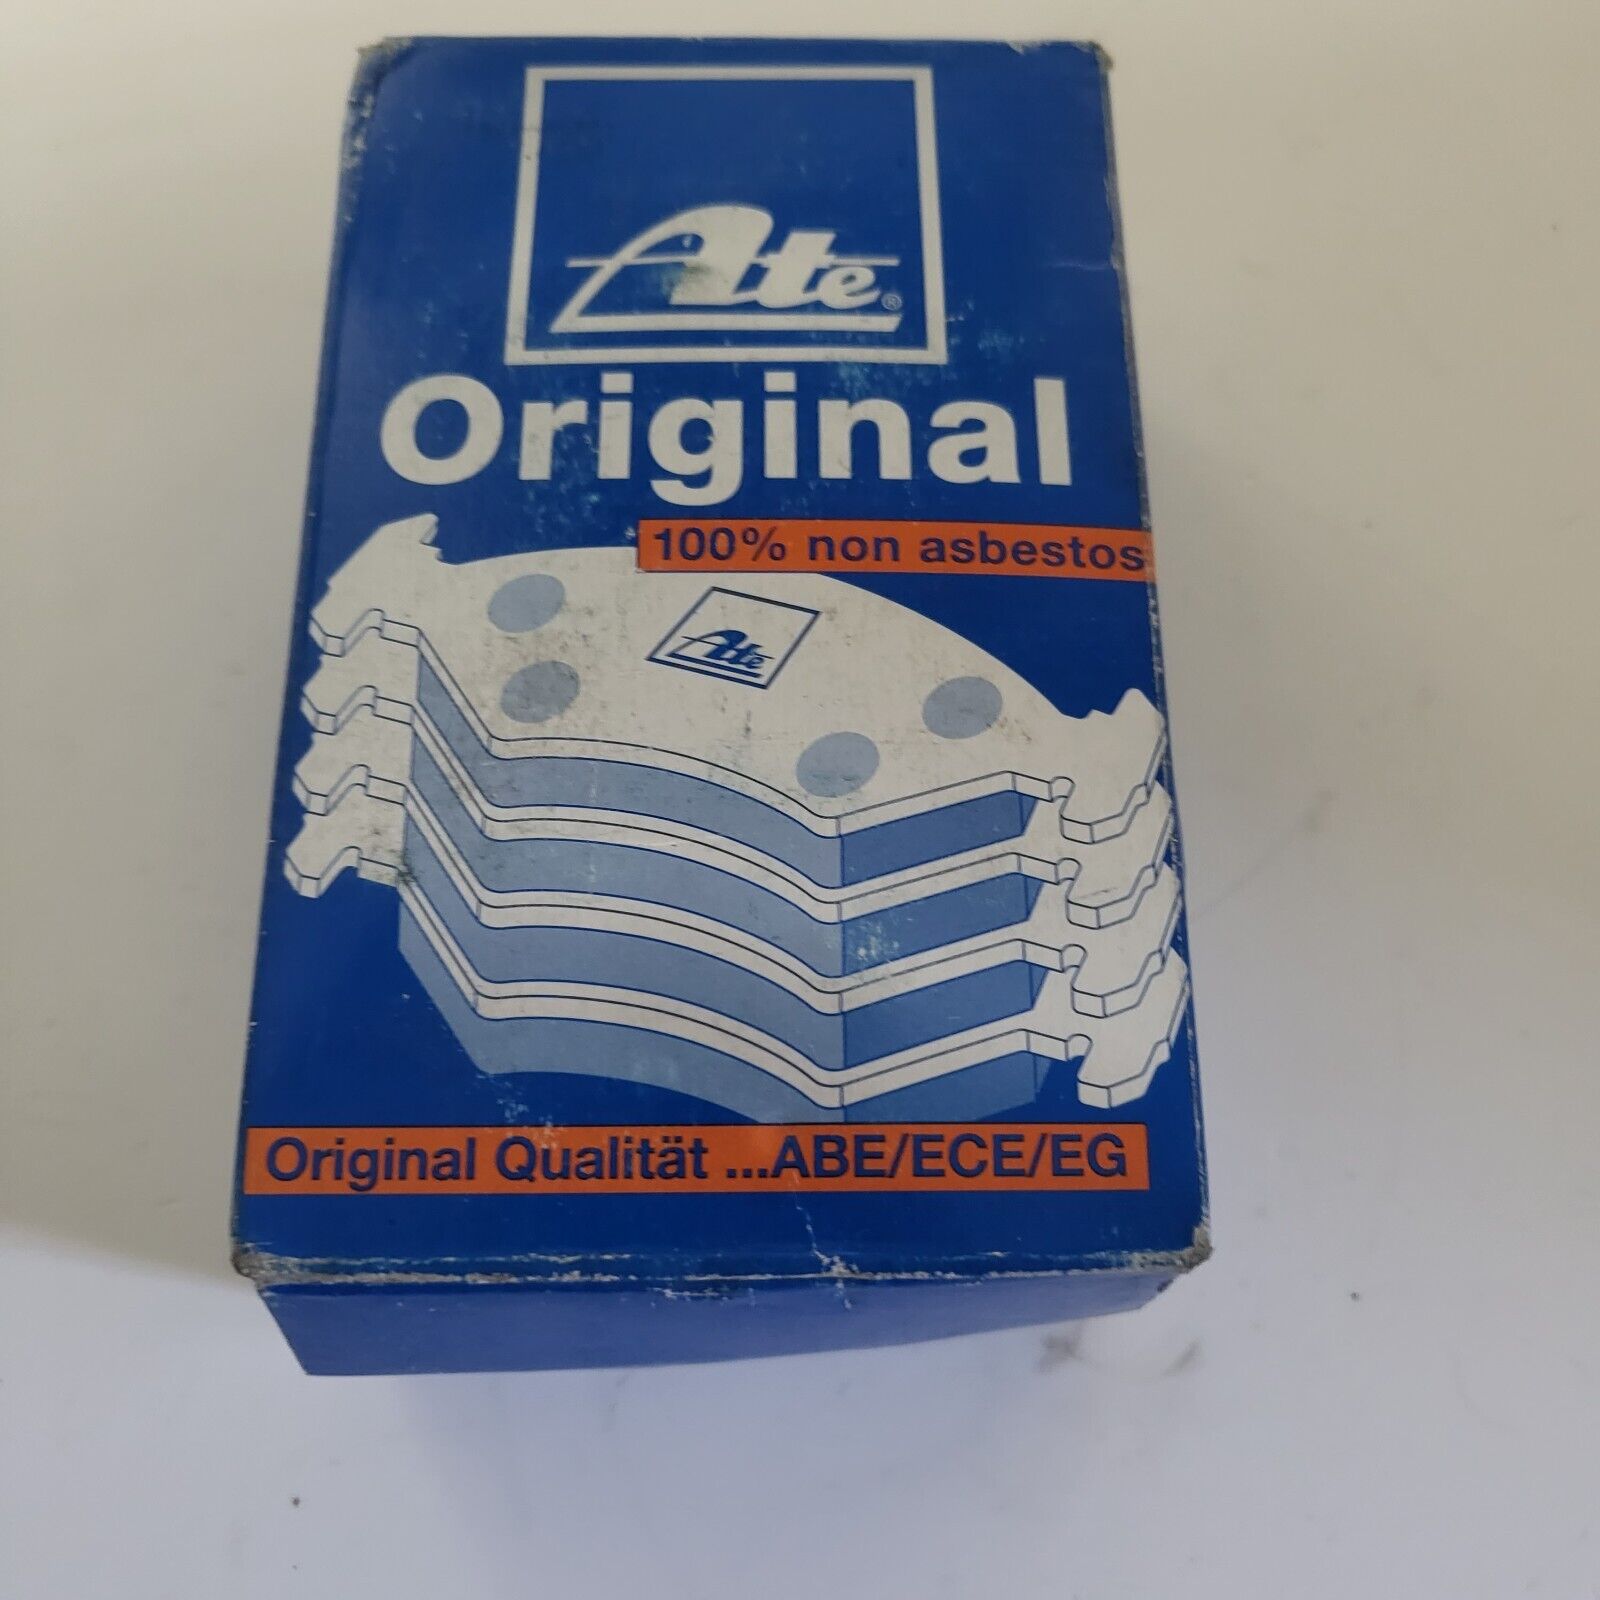 Ate®
Original
100% non asbestos
Ate
Original Qualität ...ABE/ECE/EG